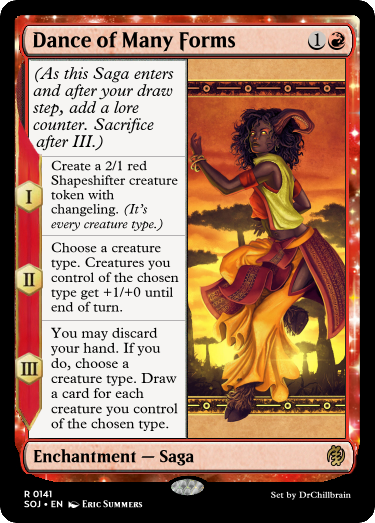 Dance of Many Forms 1
(As this Saga enters
and after your draw
step, add a lore
counter. Sacrifice
after III.)
I
Create a 2/1 red
Shapeshifter creature
token with
changeling. (It's
every creature type.)
II
Choose a creature
type. Creatures you
control of the chosen
type get +1/+0 until
end of turn.
III
You may discard
your hand. If you
do, choose a
creature type. Draw
a card for each
creature you control
of the chosen type.
Enchantment — Saga
R 0141
SOJ • EN Eric Summers
Set by DrChillbrain